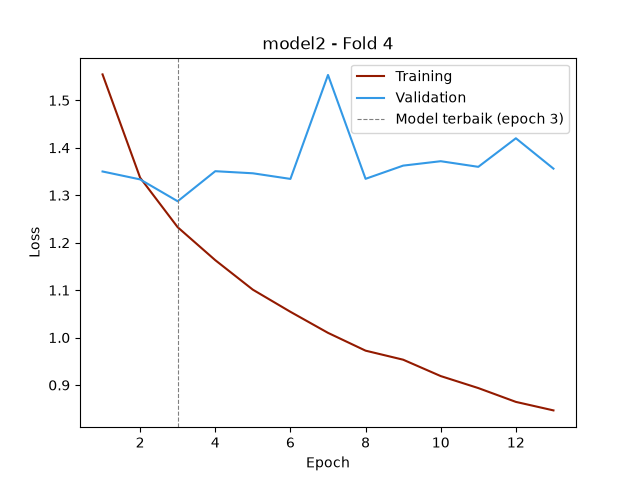 model2 - Fold 4
Training
Validation
Model terbaik (epoch 3)
Loss
1.5
1.4
1.3
1.2
1.1
1.0
0.9
2 4 6 8 10 12
Epoch